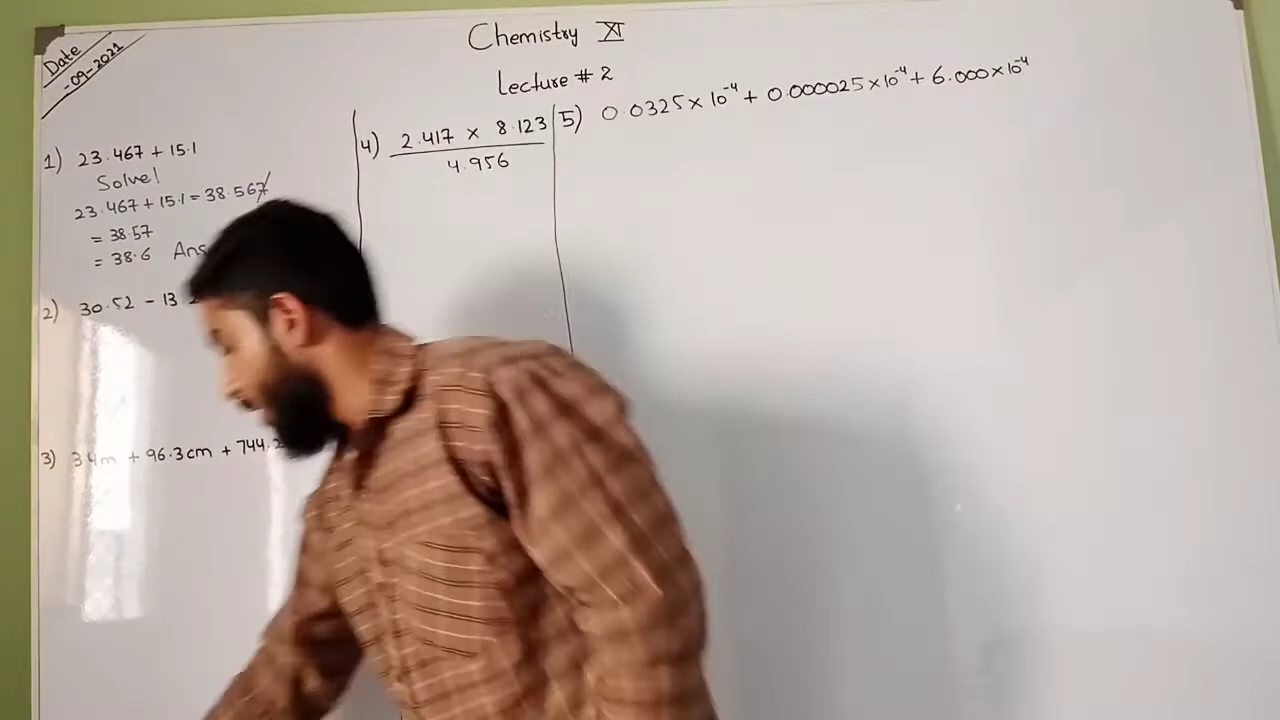 Date
-09-2021
Chemistry XI
Lecture # 2
1) 23.467 + 15.1
Solve!
23.467 + 15.1 = 38.567
= 38.57
= 38.6 Ans
2) 30.52 - 13.2
3) 3.4m + 96.3cm + 744.2
4) 2.417 × 8.123
4.956
5) 0.0325×10⁻⁴ + 0.000025×10⁻⁴ + 6.000×10⁻⁴